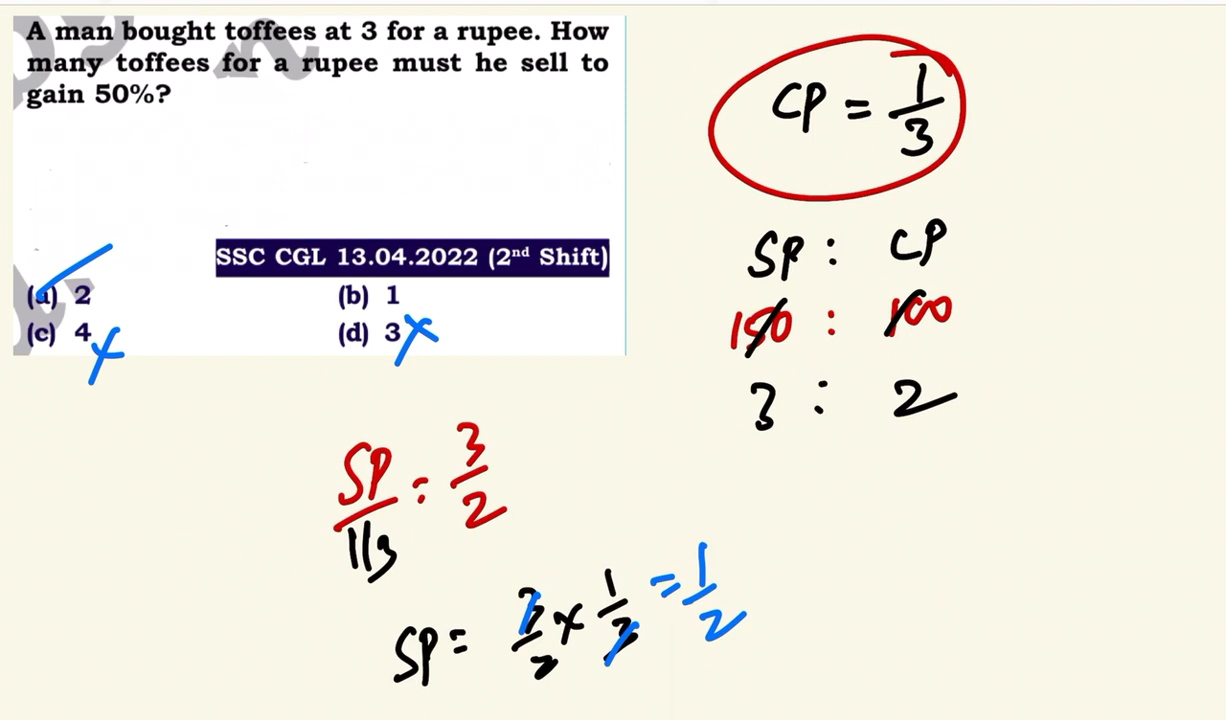 A man bought toffees at 3 for a rupee. How
many toffees for a rupee must he sell to
gain 50%?
SSC CGL 13.04.2022 (2nd Shift)
(a) 2 (b) 1
(c) 4 (d) 3
CP = 1/3
SP : CP
150 : 100
3 : 2
SP/1/3 = 3/2
SP = 3/2 × 1/3 = 1/2